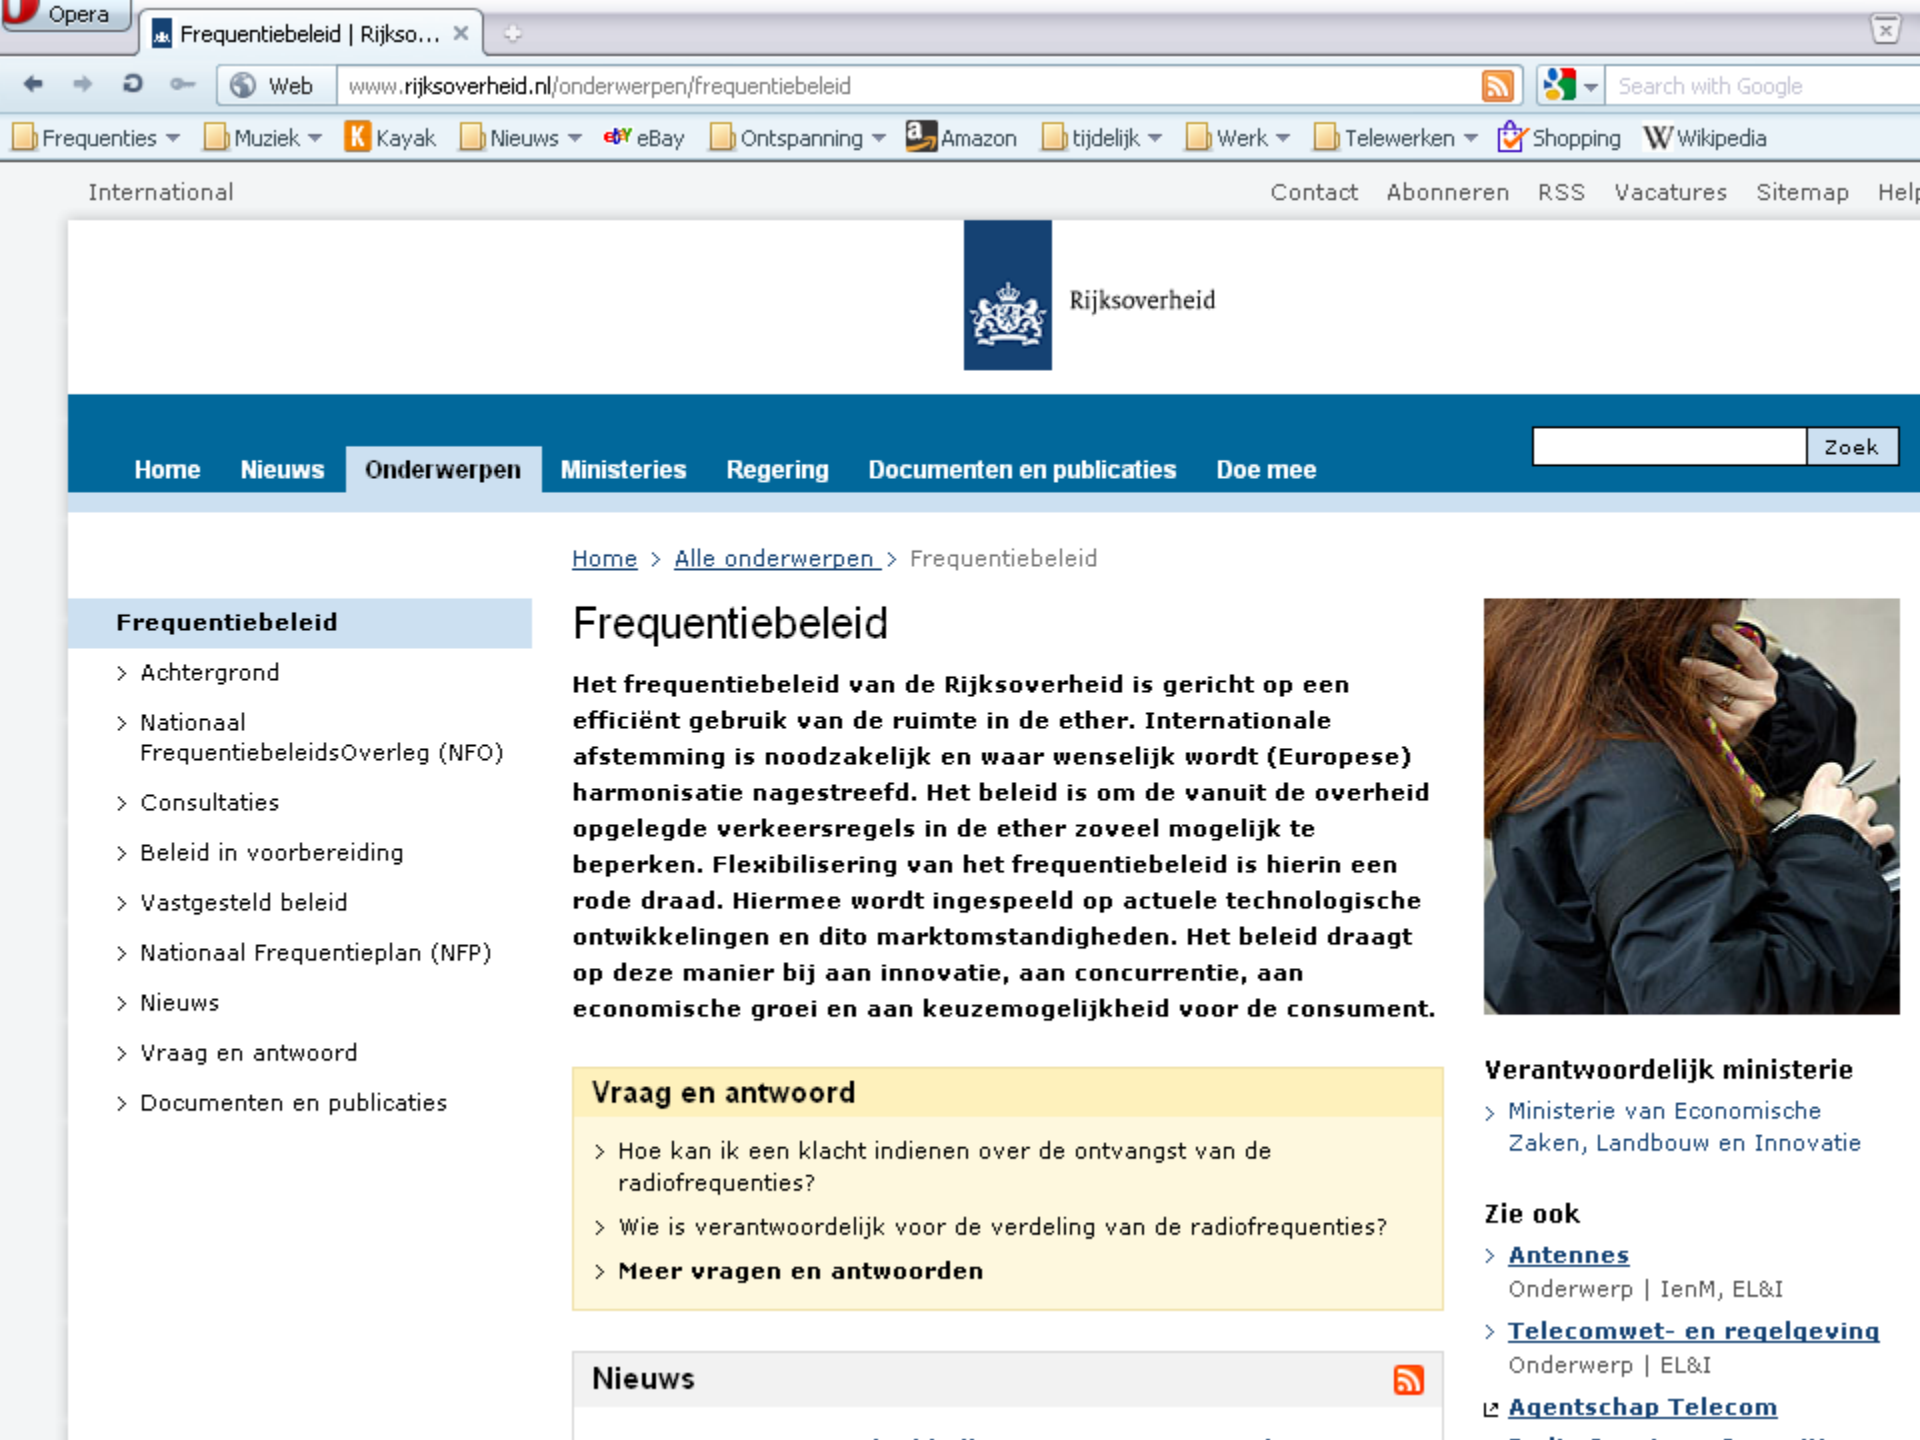 Opera
Frequentiebeleid | Rijkso...
Web
www.rijksoverheid.nl/onderwerpen/frequentiebeleid
Search with Google
Frequenties
Muziek
Kayak
Nieuws
eBay
Ontspanning
Amazon
tijdelijk
Werk
Telewerken
Shopping
Wikipedia
International
Contact Abonneren RSS Vacatures Sitemap Help
Rijksoverheid
Home Nieuws Onderwerpen Ministeries Regering Documenten en publicaties Doe mee
Zoek
Home > Alle onderwerpen > Frequentiebeleid
Frequentiebeleid
> Achtergrond
> Nationaal
FrequentiebeleidsOverleg (NFO)
> Consultaties
> Beleid in voorbereiding
> Vastgesteld beleid
> Nationaal Frequentieplan (NFP)
> Nieuws
> Vraag en antwoord
> Documenten en publicaties
Frequentiebeleid
Het frequentiebeleid van de Rijksoverheid is gericht op een
efficiënt gebruik van de ruimte in de ether. Internationale
afstemming is noodzakelijk en waar wenselijk wordt (Europese)
harmonisatie nagestreefd. Het beleid is om de vanuit de overheid
opgelegde verkeersregels in de ether zoveel mogelijk te
beperken. Flexibilisering van het frequentiebeleid is hierin een
rode draad. Hiermee wordt ingespeeld op actuele technologische
ontwikkelingen en dito marktomstandigheden. Het beleid draagt
op deze manier bij aan innovatie, aan concurrentie, aan
economische groei en aan keuzemogelijkheid voor de consument.
Vraag en antwoord
> Hoe kan ik een klacht indienen over de ontvangst van de
radiofrequenties?
> Wie is verantwoordelijk voor de verdeling van de radiofrequenties?
> Meer vragen en antwoorden
Nieuws
Verantwoordelijk ministerie
> Ministerie van Economische
Zaken, Landbouw en Innovatie
Zie ook
> Antennes
Onderwerp | IenM, EL&I
> Telecomwet- en regelgeving
Onderwerp | EL&I
Agentschap Telecom